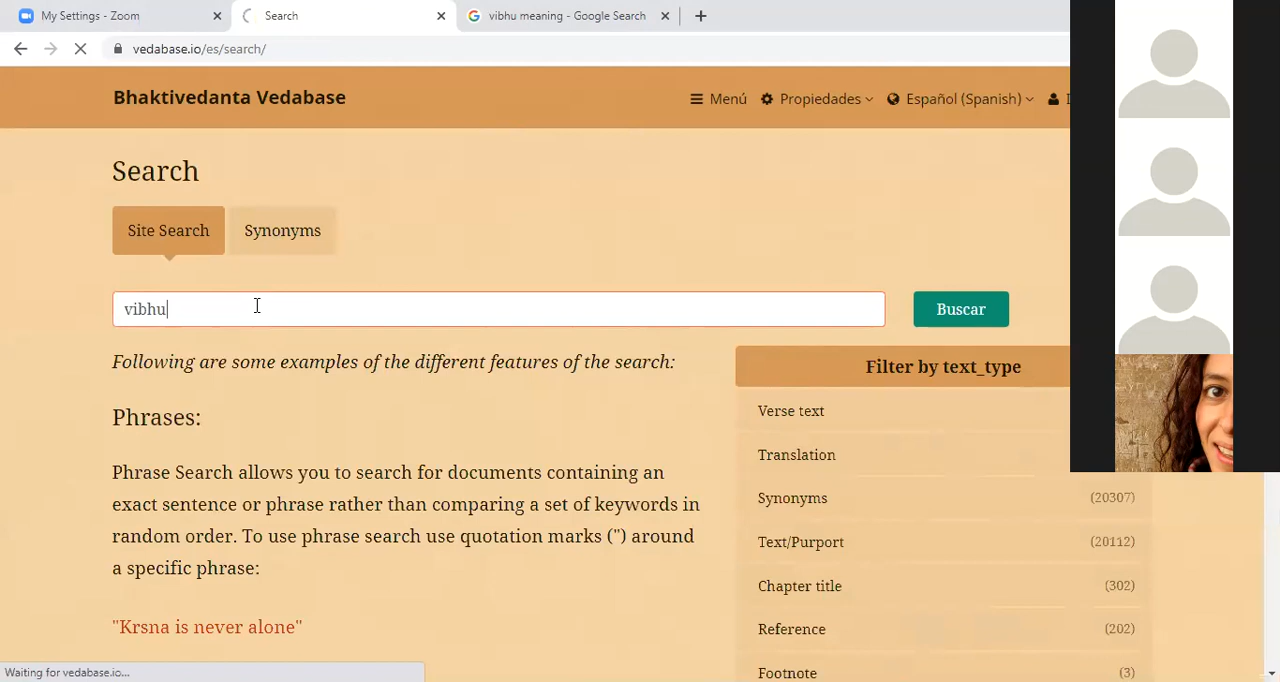 My Settings - Zoom
Search
vibhu meaning - Google Search
vedabase.io/es/search/
Bhaktivedanta Vedabase
Menú
Propiedades
Español (Spanish)
Search
Site Search
Synonyms
vibhu
Buscar
Following are some examples of the different features of the search:
Phrases:
Phrase Search allows you to search for documents containing an
exact sentence or phrase rather than comparing a set of keywords in
random order. To use phrase search use quotation marks (") around
a specific phrase:
"Krsna is never alone"
Filter by text_type
Verse text
Translation
Synonyms (20307)
Text/Purport (20112)
Chapter title (302)
Reference (202)
Footnote (3)
Waiting for vedabase.io...